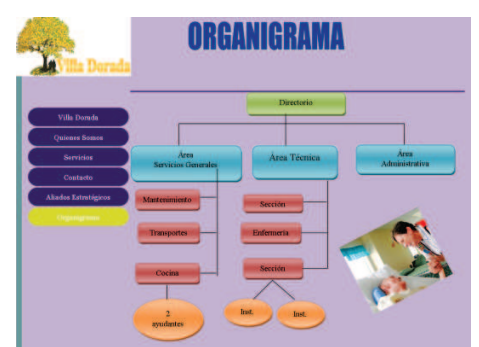 ORGANIGRAMA
Villa Dorada
Directorio
Villa Dorada
Quienes Somos
Servicios
Contacto
Aliados Estratégicos
Organigrama
Área
Servicios Generales
Área Técnica
Área
Administrativa
Mantenimiento
Transportes
Cocina
2
ayudantes
Sección
Enfermería
Sección
Inst.
Inst.